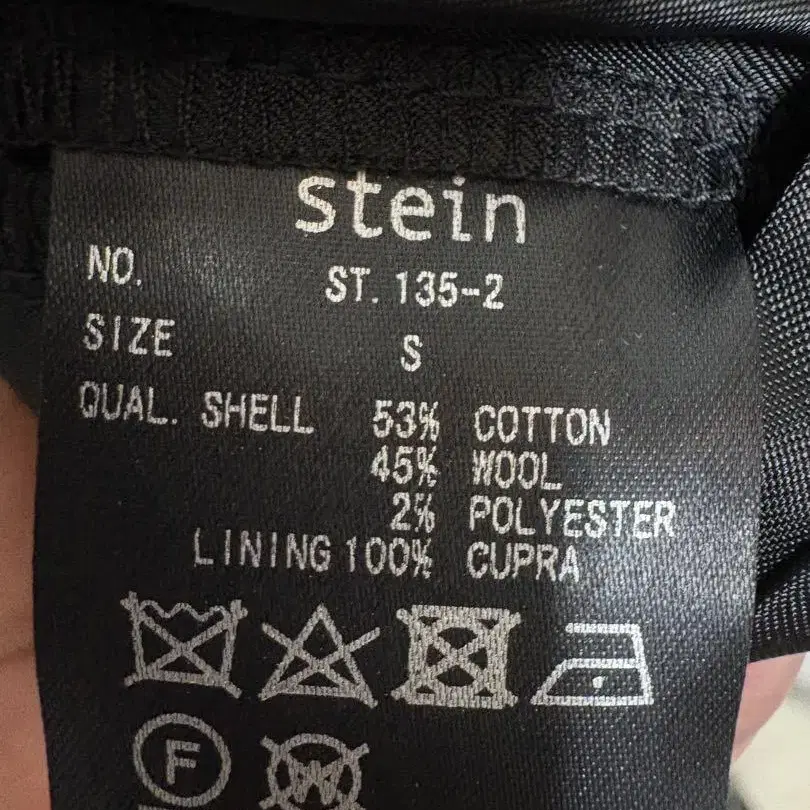 stein
NO. ST. 135-2
SIZE S
QUAL. SHELL 53% COTTON
45% WOOL
2% POLYESTER
LINING 100% CUPRA
F W